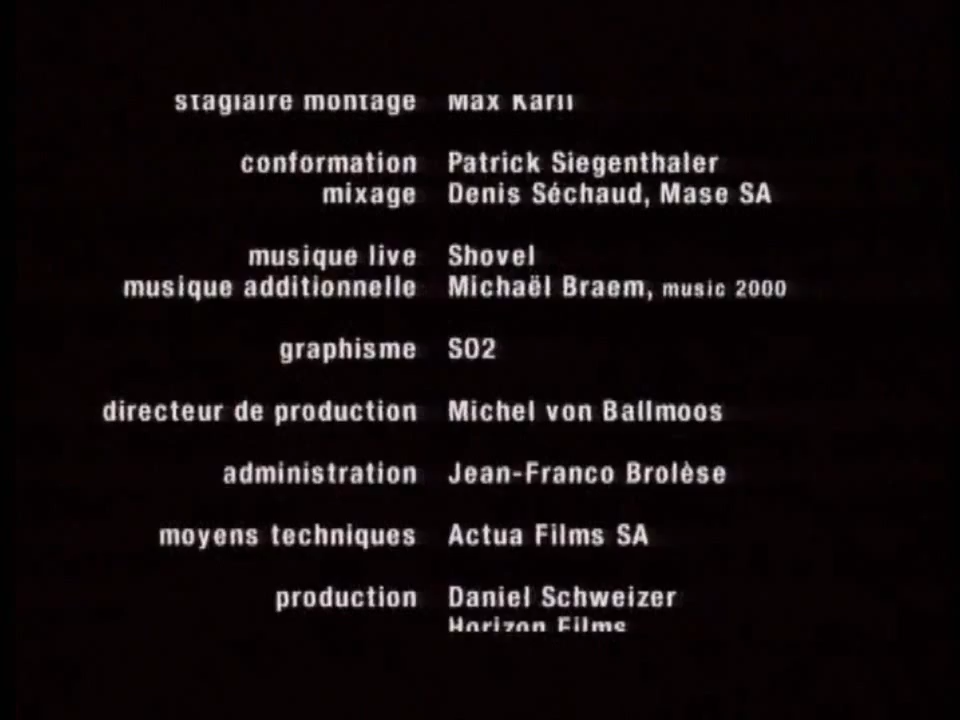 stagiaire montage Max Karli
conformation Patrick Siegenthaler
mixage Denis Séchaud, Mase SA
musique live Shovel
musique additionnelle Michaël Braem, music 2000
graphisme SO2
directeur de production Michel von Ballmoos
administration Jean-Franco Brolèse
moyens techniques Actua Films SA
production Daniel Schweizer
Horizon Films